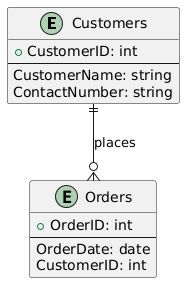 E Customers
CustomerID: int
CustomerName: string
ContactNumber: string
places
E Orders
OrderID: int
OrderDate: date
CustomerID: int